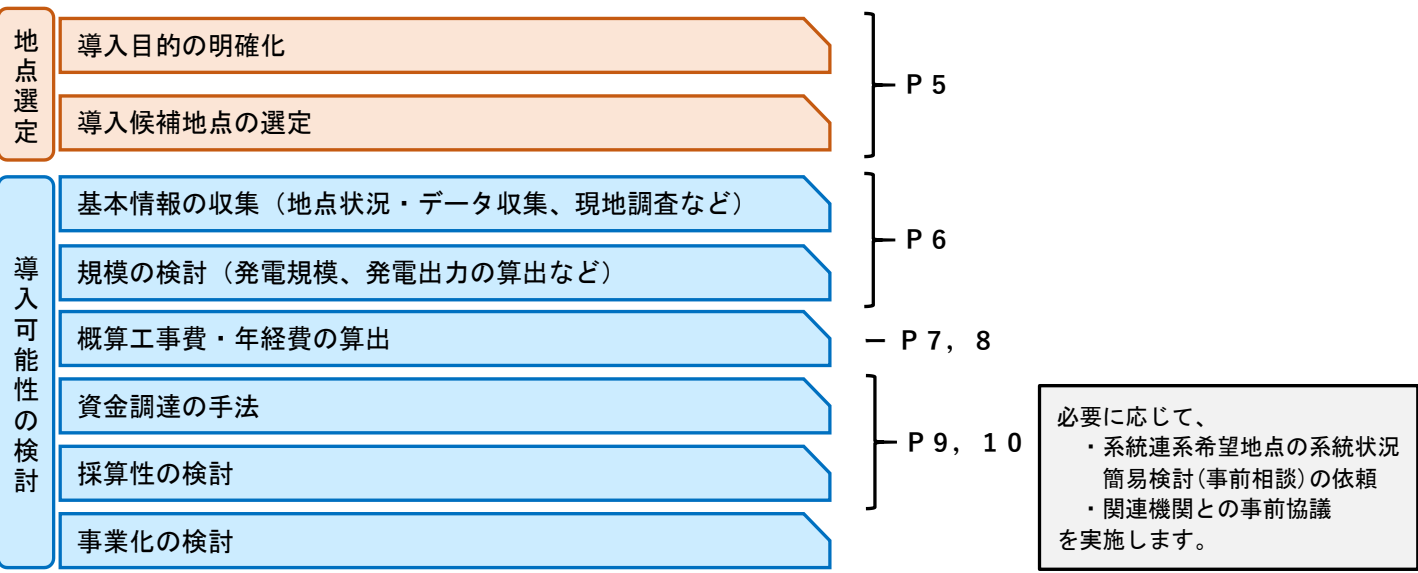 地点選定
導入目的の明確化
導入候補地点の選定
P5
導入可能性の検討
基本情報の収集（地点状況・データ収集、現地調査など）
規模の検討（発電規模、発電出力の算出など）
P6
概算工事費・年経費の算出
P7, 8
資金調達の手法
採算性の検討
P9, 10
事業化の検討
必要に応じて、
・系統連系希望地点の系統状況
簡易検討(事前相談)の依頼
・関連機関との事前協議
を実施します。